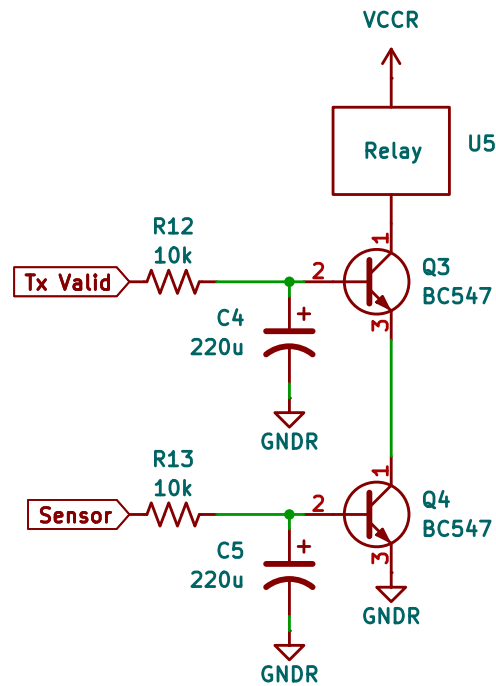 VCCR
Relay
U5
R12
10k
Tx Valid
2
1
Q3
BC547
3
C4
220u
+
GNDR
R13
10k
Sensor
2
1
Q4
BC547
3
C5
220u
+
GNDR
GNDR